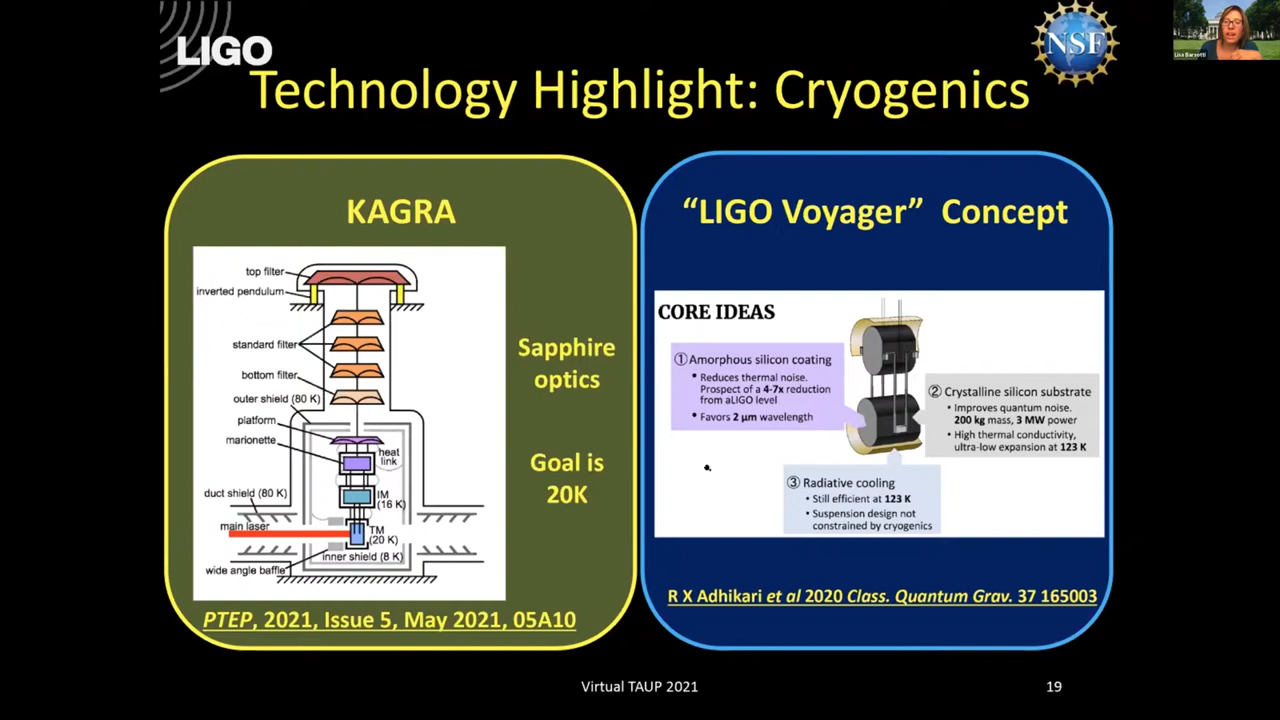 LIGO
NSF
Lisa Barsotti
Technology Highlight: Cryogenics
KAGRA
top filter
inverted pendulum
standard filter
bottom filter
outer shield (80 K)
platform
marionette
heat
link
duct shield (80 K)
IM
(16 K)
main laser
TM
(20 K)
inner shield (8 K)
wide angle baffle
Sapphire
optics
Goal is
20K
PTEP, 2021, Issue 5, May 2021, 05A10
“LIGO Voyager” Concept
CORE IDEAS
① Amorphous silicon coating
• Reduces thermal noise.
Prospect of a 4-7x reduction
from aLIGO level
• Favors 2 μm wavelength
② Crystalline silicon substrate
• Improves quantum noise.
200 kg mass, 3 MW power
• High thermal conductivity,
ultra-low expansion at 123 K
③ Radiative cooling
• Still efficient at 123 K
• Suspension design not
constrained by cryogenics
R X Adhikari et al 2020 Class. Quantum Grav. 37 165003
Virtual TAUP 2021
19